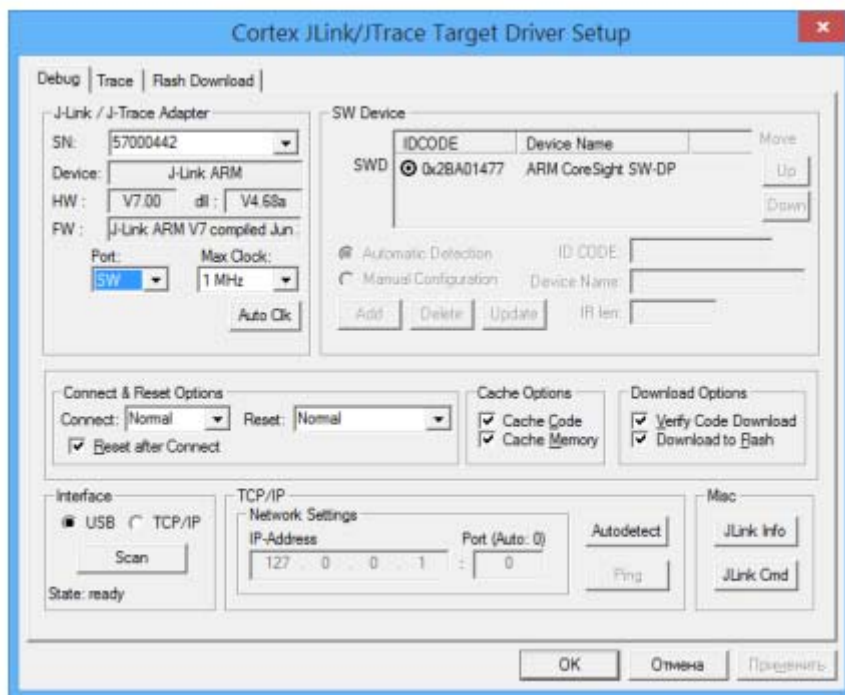 Cortex JLink/JTrace Target Driver Setup
Debug Trace Flash Download
J-Link / J-Trace Adapter
SN: 57000442
Device: J-Link ARM
HW : V7.00 dll : V4.68a
FW : J-Link ARM V7 compiled Jun
Port: Max Clock:
SW 1 MHz
Auto Clk
SW Device
IDCODE Device Name Move
SWD 0x2BA01477 ARM CoreSight SW-DP Up
Down
Automatic Detection ID CODE:
Manual Configuration Device Name:
Add Delete Update IR len:
Connect & Reset Options
Connect: Normal Reset: Normal
Reset after Connect
Cache Options
Cache Code
Cache Memory
Download Options
Verify Code Download
Download to Flash
Interface
USB TCP/IP
Scan
State: ready
TCP/IP
Network Settings
IP-Address Port (Auto: 0)
127 . 0 . 0 . 1 : 0
Autodetect
Ping
Misc
JLink Info
JLink Cmd
OK Отмена Применить